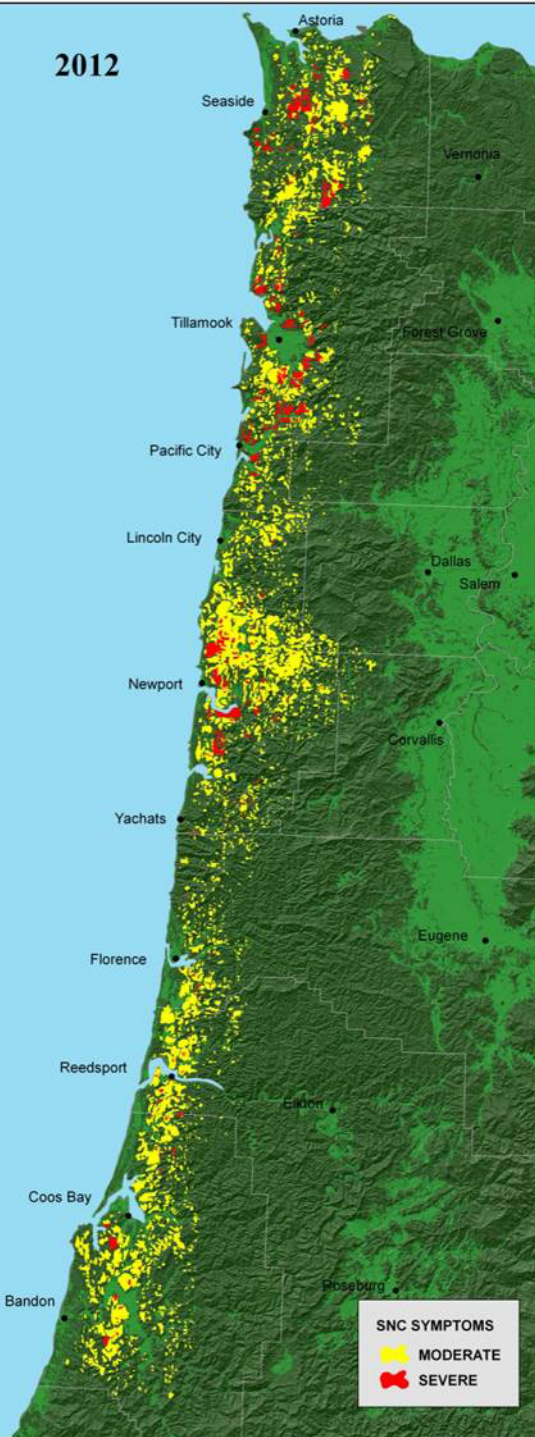 Astoria
2012
Seaside
Vernonia
Tillamook
Forest Grove
Pacific City
Lincoln City
Dallas
Salem
Newport
Corvallis
Yachats
Eugene
Florence
Reedsport
Elkton
Coos Bay
Roseburg
Bandon
SNC SYMPTOMS
MODERATE
SEVERE